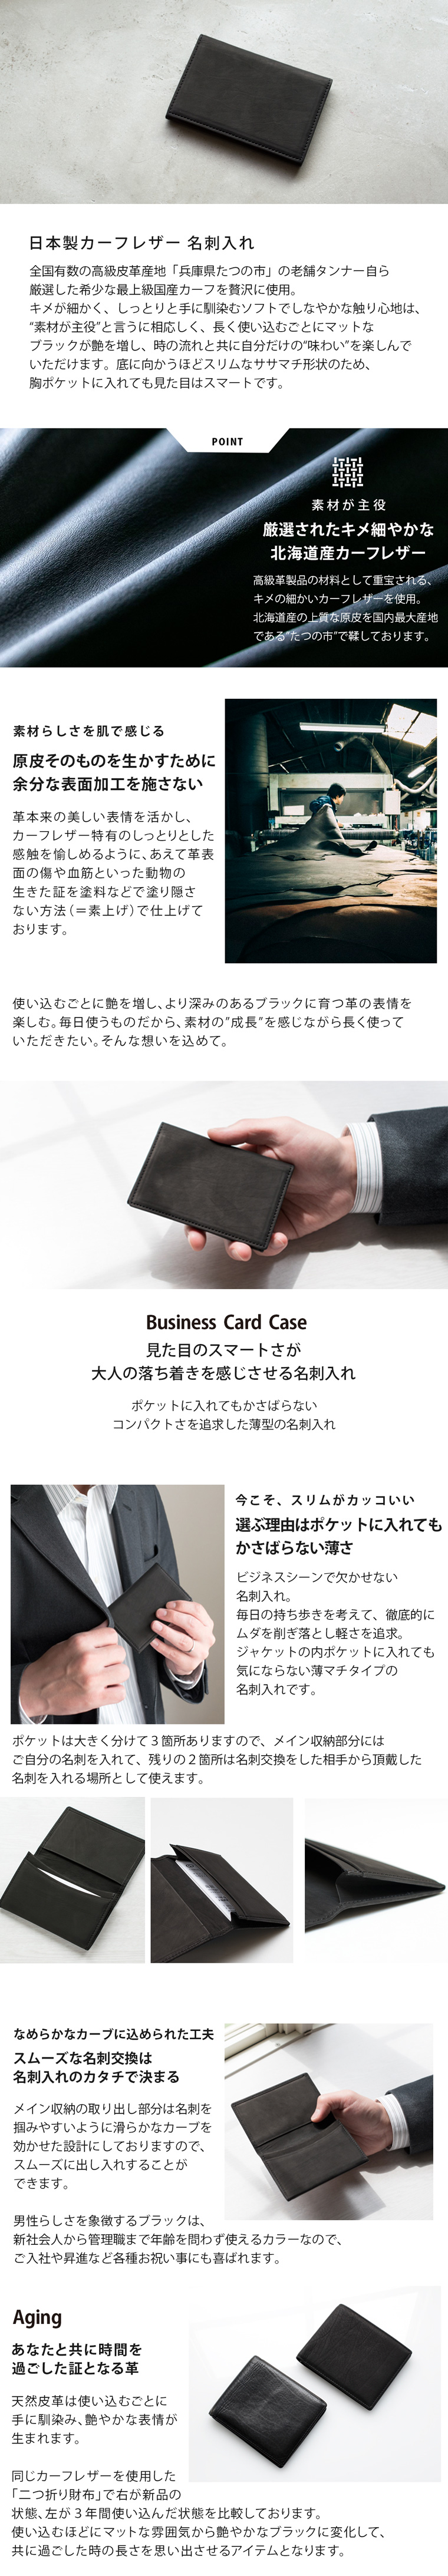 日本製カーフレザー 名刺入れ
全国有数の高級皮革産地「兵庫県たつの市」の老舗タンナー自ら
厳選した希少な最上級国産カーフを贅沢に使用。
キメが細かく、しっとりと手に馴染むソフトでしなやかな触り心地は、
“素材が主役”と言うに相応しく、長く使い込むごとにマットな
ブラックが艶を増し、時の流れと共に自分だけの“味わい”を楽しんで
いただけます。底に向かうほどスリムなササマチ形状のため、
胸ポケットに入れても見た目はスマートです。
POINT
素材が主役
厳選されたキメ細やかな
北海道産カーフレザー
高級革製品の材料として重宝される、
キメの細かいカーフレザーを使用。
北海道産の上質な原皮を国内最大産地
である“たつの市”で鞣しております。
素材らしさを肌で感じる
原皮そのものを生かすために
余分な表面加工を施さない
革本来の美しい表情を活かし、
カーフレザー特有のしっとりとした
感触を愉しめるように、あえて革表
面の傷や血筋といった動物の
生きた証を塗料などで塗り隠さ
ない方法（＝素上げ）で仕上げて
おります。
使い込むごとに艶を増し、より深みのあるブラックに育つ革の表情を
楽しむ。毎日使うものだから、素材の”成長”を感じながら長く使って
いただきたい。そんな想いを込めて。
Business Card Case
見た目のスマートさが
大人の落ち着きを感じさせる名刺入れ
ポケットに入れてもかさばらない
コンパクトさを追求した薄型の名刺入れ
今こそ、スリムがカッコいい
選ぶ理由はポケットに入れても
かさばらない薄さ
ビジネスシーンで欠かせない
名刺入れ。
毎日の持ち歩きを考えて、徹底的に
ムダを削ぎ落とし軽さを追求。
ジャケットの内ポケットに入れても
気にならない薄マチタイプの
名刺入れです。
ポケットは大きく分けて３箇所ありますので、メイン収納部分には
ご自分の名刺を入れて、残りの２箇所は名刺交換をした相手から頂戴した
名刺を入れる場所として使えます。
なめらかなカーブに込められた工夫
スムーズな名刺交換は
名刺入れのカタチで決まる
メイン収納の取り出し部分は名刺を
掴みやすいように滑らかなカーブを
効かせた設計にしておりますので、
スムーズに出し入れすることが
できます。
男性らしさを象徴するブラックは、
新社会人から管理職まで年齢を問わず使えるカラーなので、
ご入社や昇進など各種お祝い事にも喜ばれます。
Aging
あなたと共に時間を
過ごした証となる革
天然皮革は使い込むごとに
手に馴染み、艶やかな表情が
生まれます。
同じカーフレザーを使用した
「二つ折り財布」で右が新品の
状態、左が３年間使い込んだ状態を比較しております。
使い込むほどにマットな雰囲気から艶やかなブラックに変化して、
共に過ごした時の長さを思い出させるアイテムとなります。